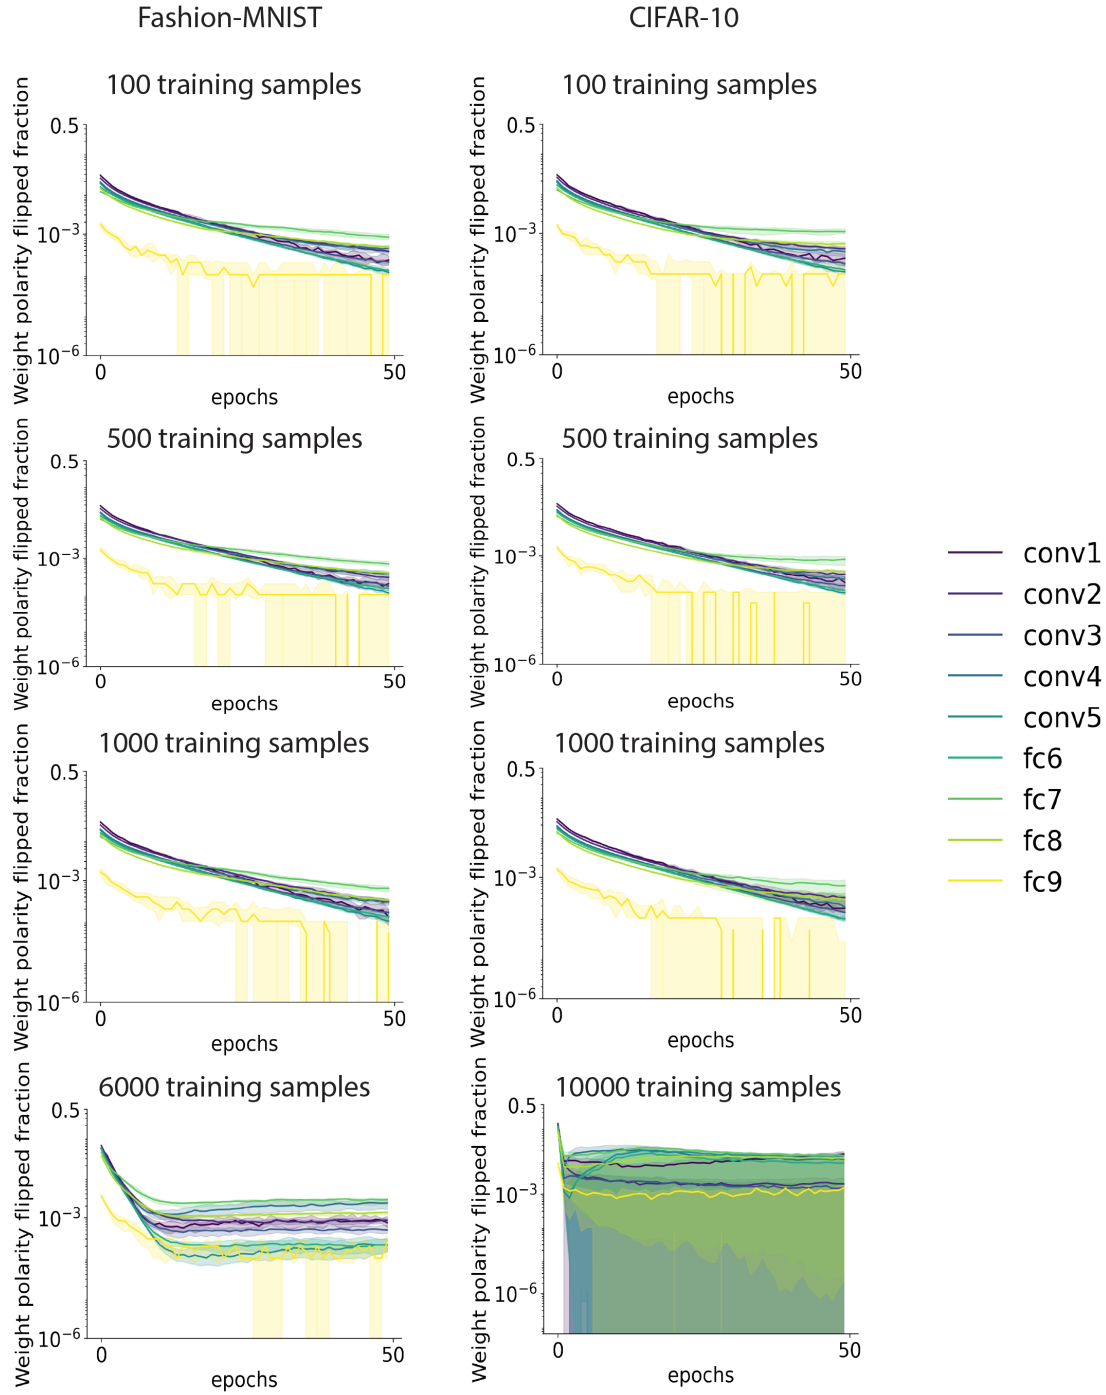 Fashion-MNIST
CIFAR-10
100 training samples
Weight polarity flipped fraction
0.5
10−3
10−6
0
50
epochs
100 training samples
Weight polarity flipped fraction
0.5
10−3
10−6
0
50
epochs
500 training samples
Weight polarity flipped fraction
0.5
10−3
10−6
0
50
epochs
500 training samples
Weight polarity flipped fraction
0.5
10−3
10−6
0
50
epochs
1000 training samples
Weight polarity flipped fraction
0.5
10−3
10−6
0
50
epochs
1000 training samples
Weight polarity flipped fraction
0.5
10−3
10−6
0
50
epochs
6000 training samples
Weight polarity flipped fraction
0.5
10−3
10−6
0
50
epochs
10000 training samples
Weight polarity flipped fraction
0.5
10−3
10−6
0
50
epochs
conv1
conv2
conv3
conv4
conv5
fc6
fc7
fc8
fc9